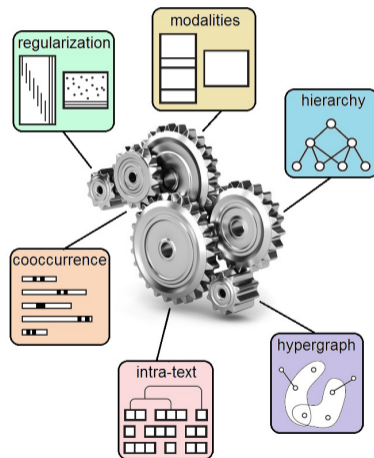 modalities
regularization
hierarchy
cooccurrence
hypergraph
intra-text